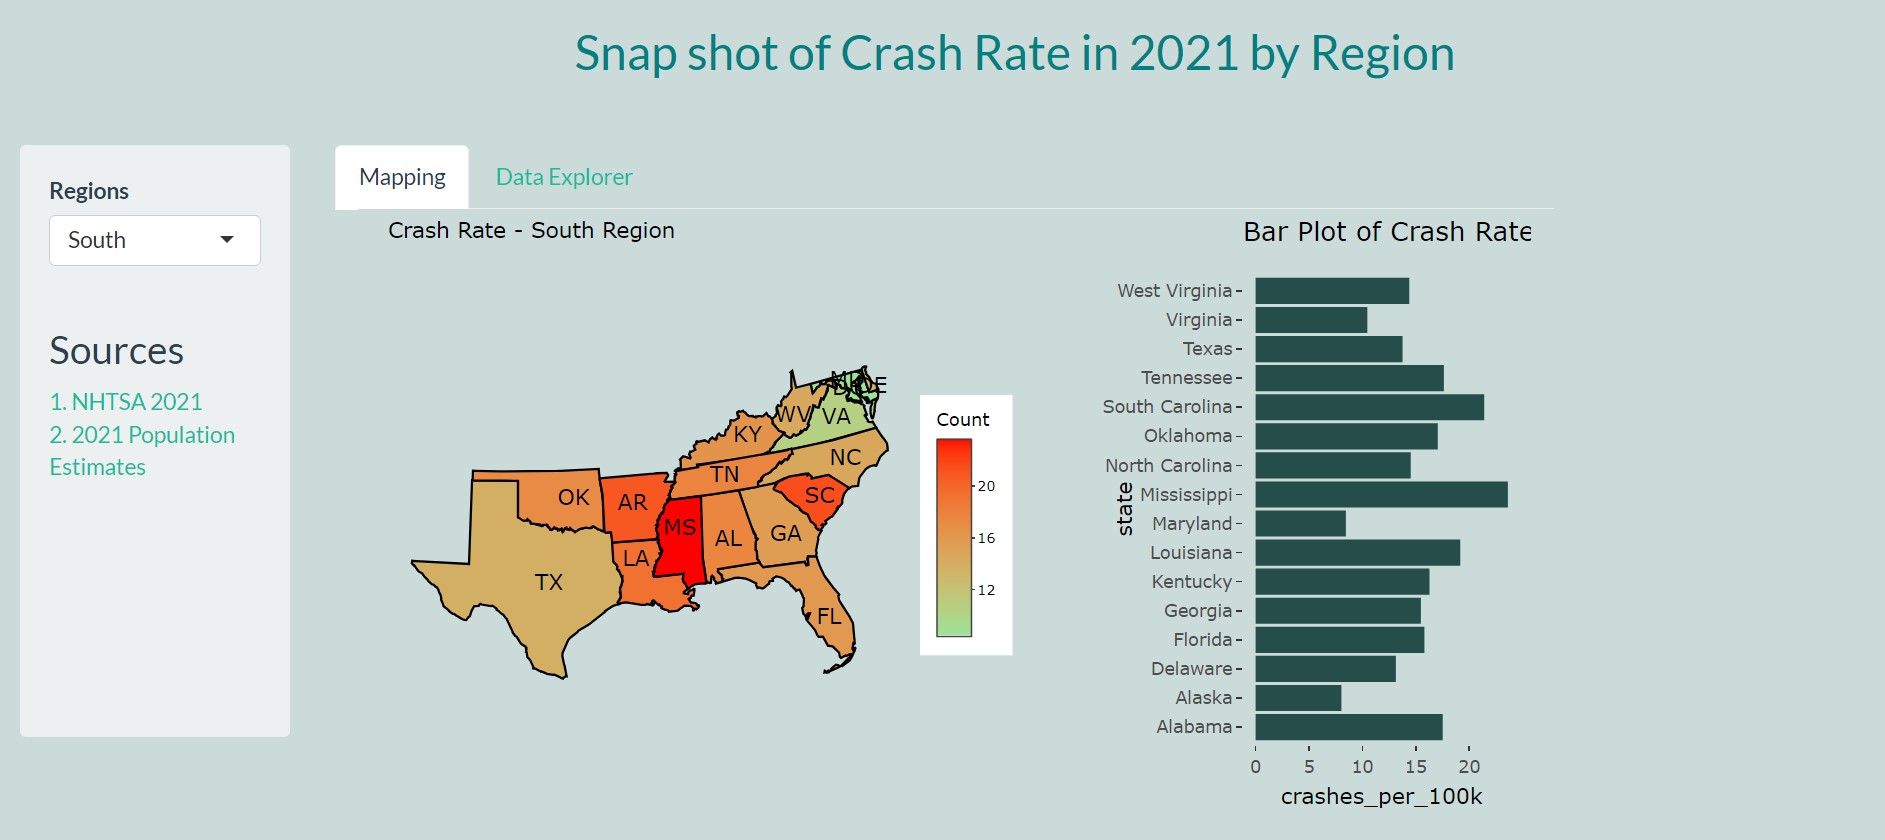 Snap shot of Crash Rate in 2021 by Region
Regions
South
Sources
1. NHTSA 2021
2. 2021 Population
Estimates
Mapping
Data Explorer
Crash Rate - South Region
WV
VA
KY
NC
TN
OK
AR
SC
MS
AL
GA
LA
TX
FL
Count
20
16
12
Bar Plot of Crash Rate
West Virginia
Virginia
Texas
Tennessee
South Carolina
Oklahoma
North Carolina
Mississippi
Maryland
Louisiana
Kentucky
Georgia
Florida
Delaware
Alaska
Alabama
state
0 5 10 15 20
crashes_per_100k